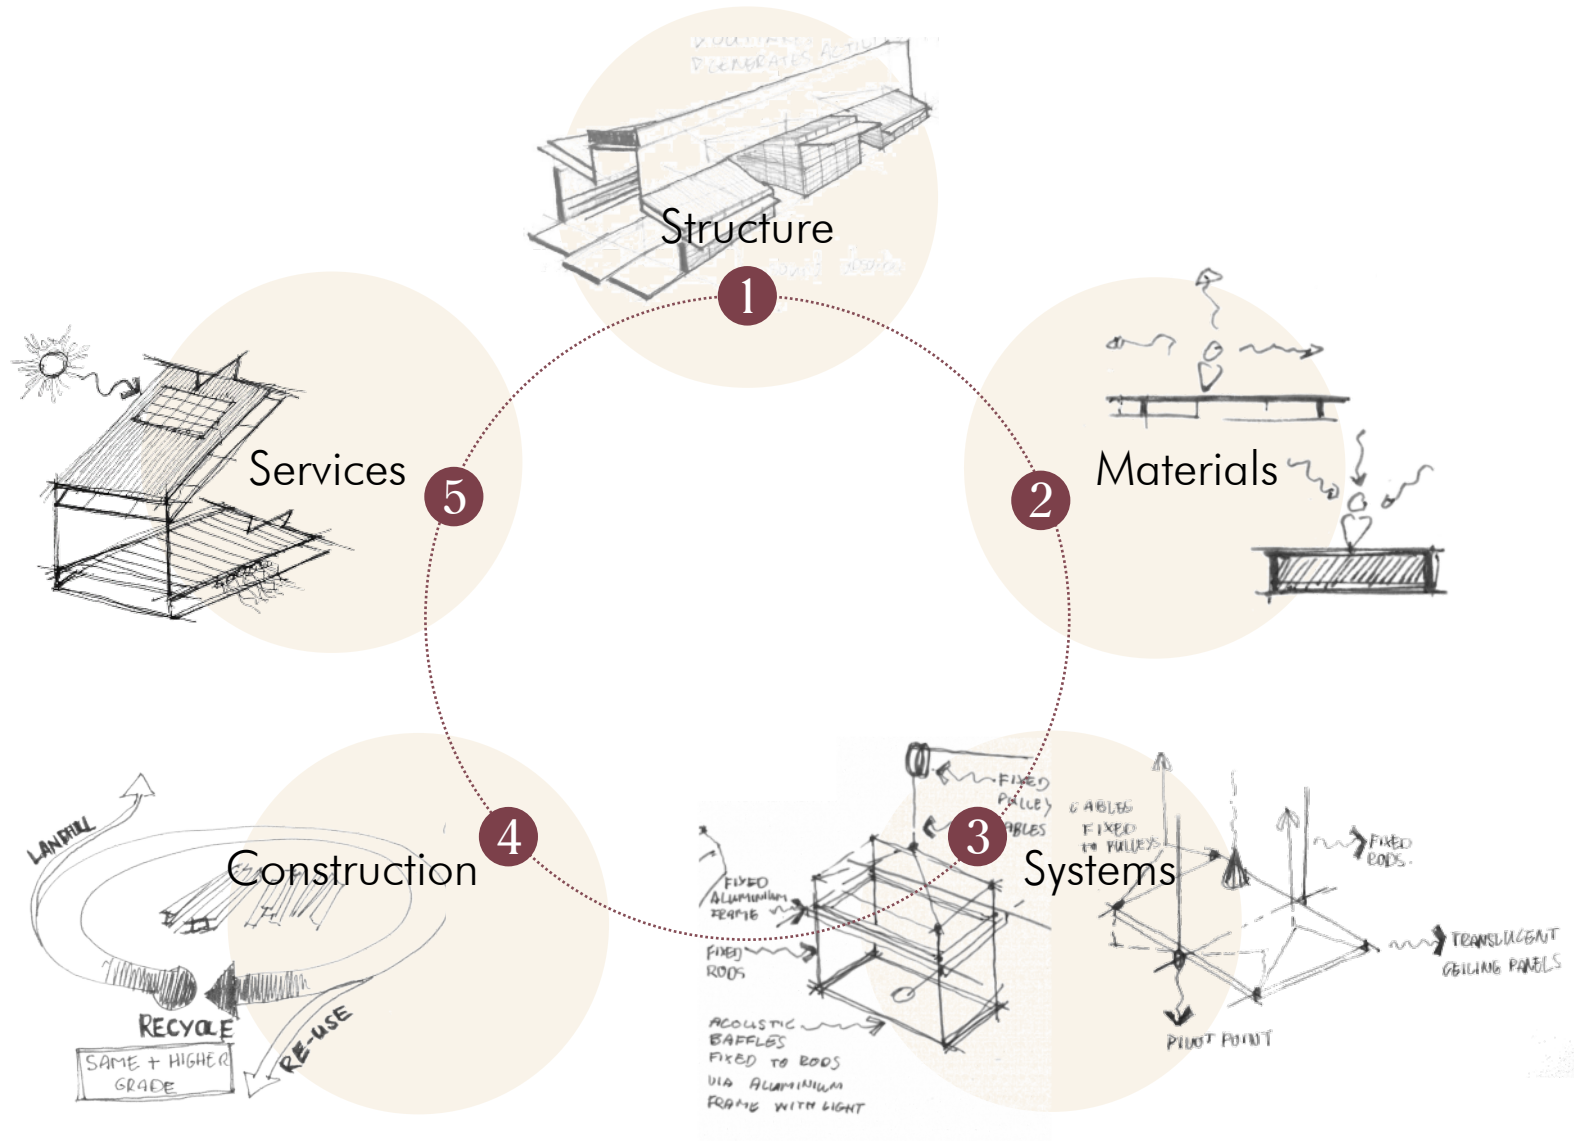 GENERATES
Structure
1
Services
5
2
Materials
FIXED
PULLEY
CABLES
FIXED
TO PULLEYS
FIXED
RODS.
3
Systems
FIXED
ALUMINIUM
FRAME
FIXED
RODS
TRANSLUCENT
CEILING PANELS
PIVOT POINT
ACOUSTIC
BAFFLES
FIXED TO RODS
VIA ALUMINIUM
FRAME WITH LIGHT
4
Construction
LANDFILL
RECYCLE
RE-USE
SAME + HIGHER
GRADE